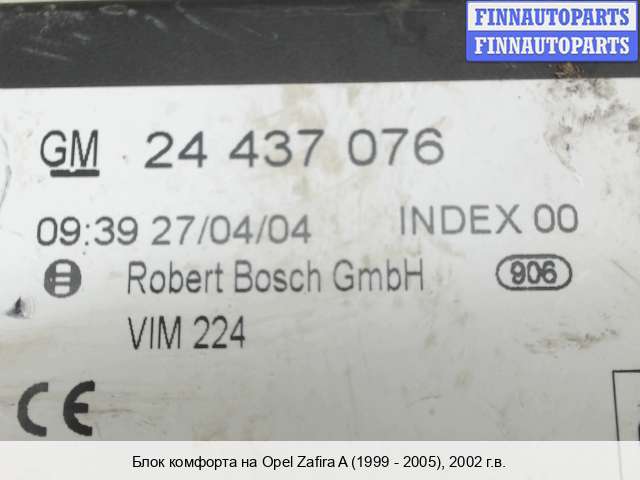 FINNAUTOPARTS
FINNAUTOPARTS
GM 24 437 076
09:39 27/04/04 INDEX 00
Robert Bosch GmbH 906
VIM 224
CE
Блок комфорта на Opel Zafira A (1999 - 2005), 2002 г.в.